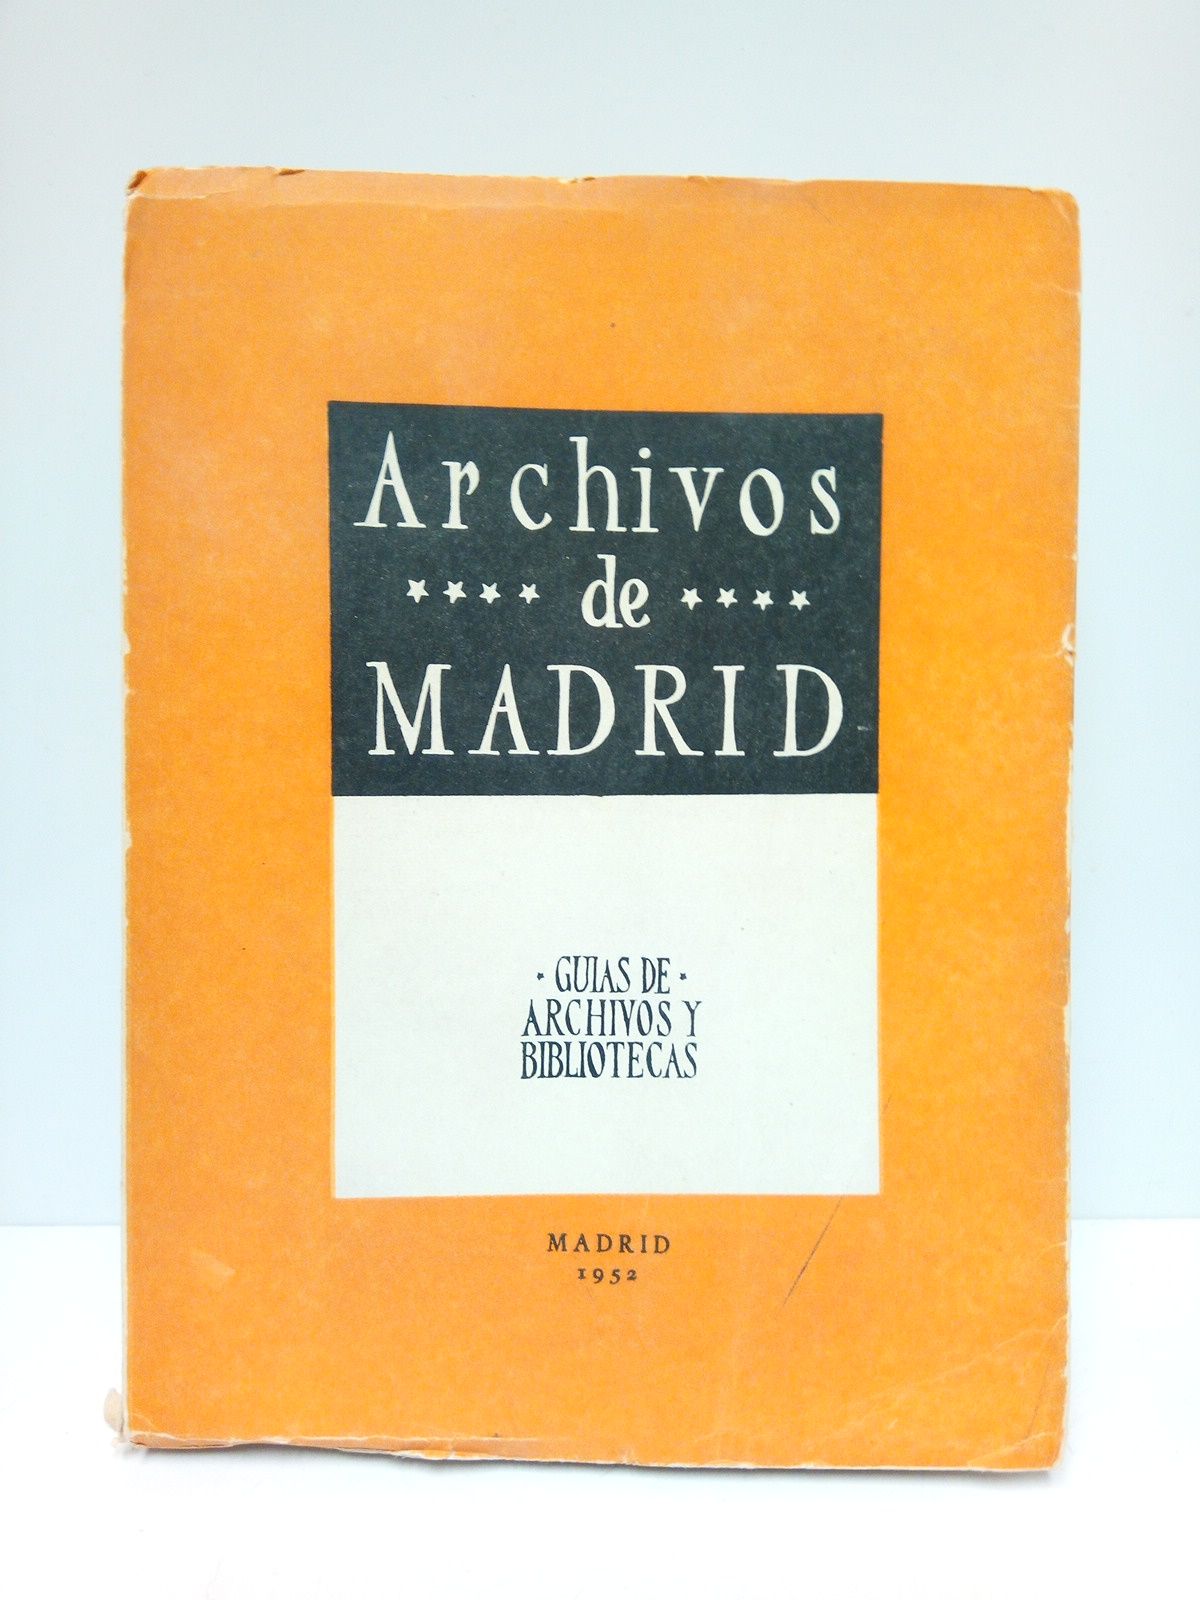 Archivos
de
MADRID
· GUIAS DE ·
ARCHIVOS Y
BIBLIOTECAS
MADRID
1952